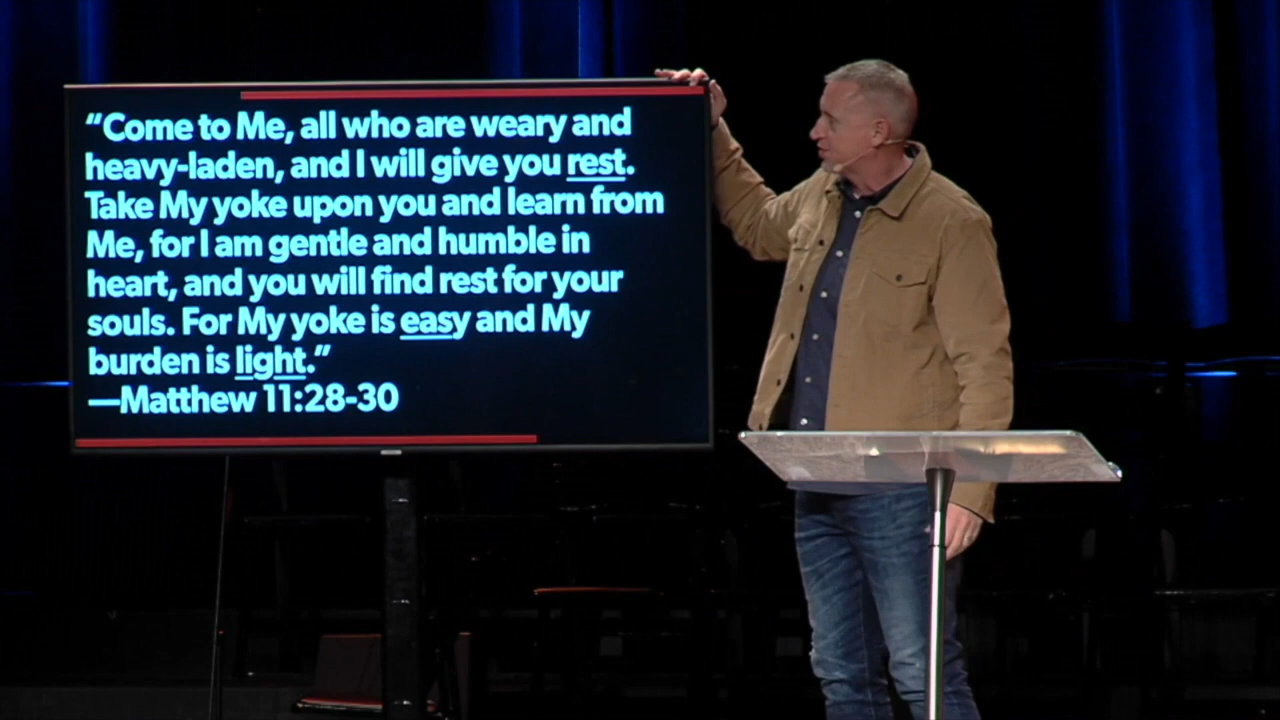 “Come to Me, all who are weary and
heavy-laden, and I will give you rest.
Take My yoke upon you and learn from
Me, for I am gentle and humble in
heart, and you will find rest for your
souls. For My yoke is easy and My
burden is light.”
—Matthew 11:28-30